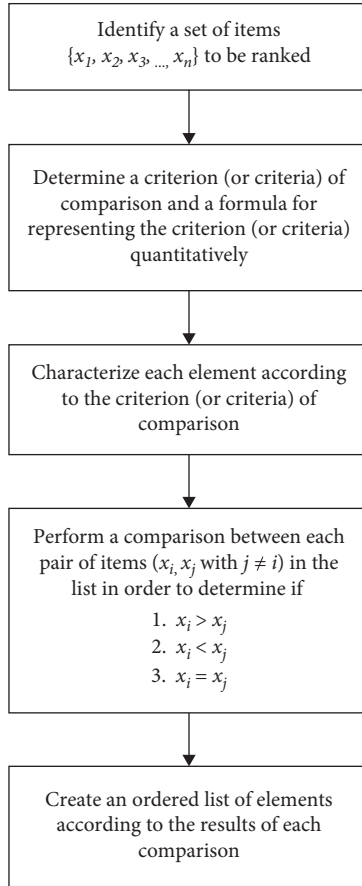 Identify a set of items
{x₁, x₂, x₃, ..., xₙ} to be ranked
Determine a criterion (or criteria) of
comparison and a formula for
representing the criterion (or criteria)
quantitatively
Characterize each element according
to the criterion (or criteria) of
comparison
Perform a comparison between each
pair of items (xᵢ, xⱼ with j ≠ i) in the
list in order to determine if
1. xᵢ > xⱼ
2. xᵢ < xⱼ
3. xᵢ = xⱼ
Create an ordered list of elements
according to the results of each
comparison